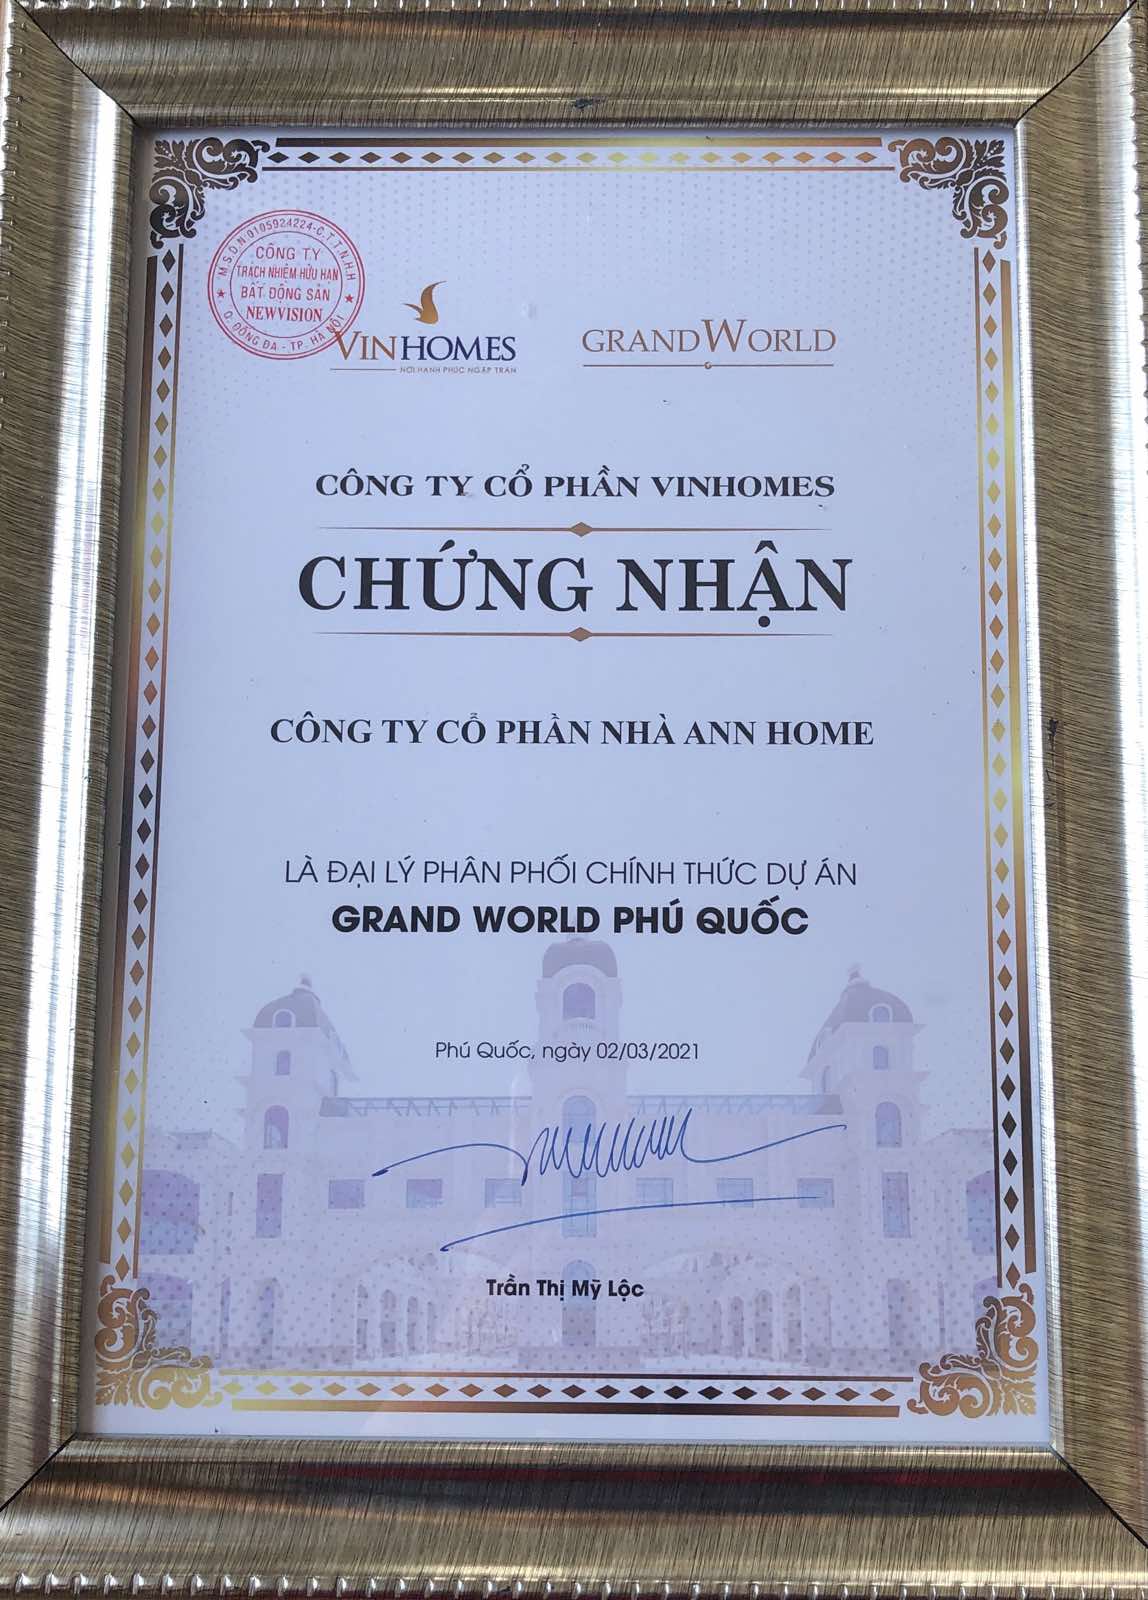 M.S.D.N:0105924224-C.T.T.N.H.H
CÔNG TY
TRÁCH NHIỆM HỮU HẠN
BẤT ĐỘNG SẢN
NEWVISION
Q. ĐỐNG ĐA - TP. HÀ NỘI
VINHOMES
NƠI HẠNH PHÚC NGẬP TRÀN
GRANDWORLD
CÔNG TY CỔ PHẦN VINHOMES
CHỨNG NHẬN
CÔNG TY CỔ PHẦN NHÀ ANN HOME
LÀ ĐẠI LÝ PHÂN PHỐI CHÍNH THỨC DỰ ÁN
GRAND WORLD PHÚ QUỐC
Phú Quốc, ngày 02/03/2021
Trần Thị Mỹ Lộc